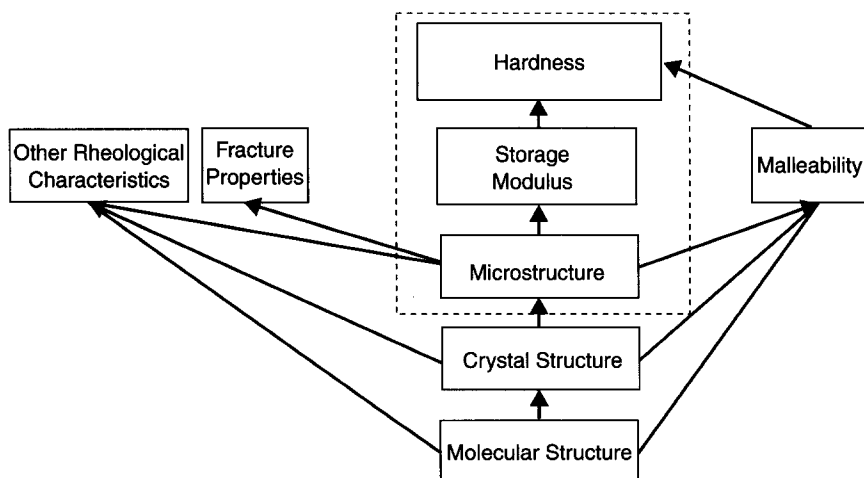 Hardness
Other Rheological
Characteristics
Fracture
Properties
Storage
Modulus
Malleability
Microstructure
Crystal Structure
Molecular Structure